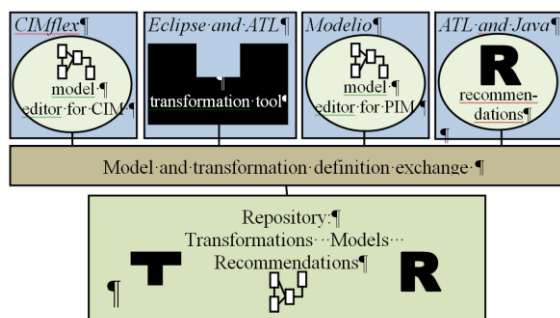 CIMflex¶
Eclipse·and·ATL¶
Modelio¶
ATL·and·Java¶
model·¶
editor·for·CIM¶
¶
transformation·tool¶
model·¶
editor·for·PIM¶
R
recommen-
dations¶
¶
Model·and·transformation·definition·exchange·¶
Repository:¶
Transformations···Models···
Recommendations¶
T
R
¶